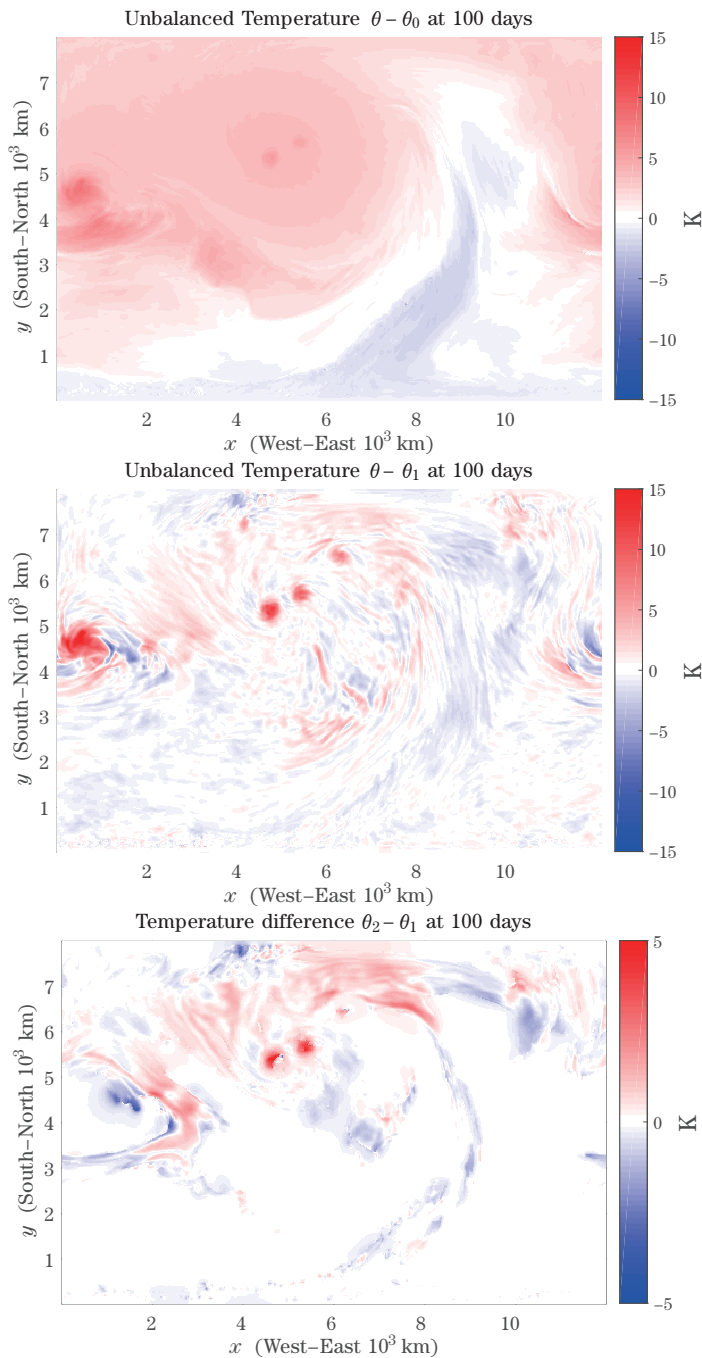 Unbalanced Temperature θ – θ0 at 100 days
15
10
5
0
−5
−10
−15
K
7
6
5
4
3
2
1
y (South–North 10³ km)
2 4 6 8 10
x (West–East 10³ km)
Unbalanced Temperature θ – θ1 at 100 days
15
10
5
0
−5
−10
−15
K
7
6
5
4
3
2
1
y (South–North 10³ km)
2 4 6 8 10
x (West–East 10³ km)
Temperature difference θ2 – θ1 at 100 days
5
0
−5
K
7
6
5
4
3
2
1
y (South–North 10³ km)
2 4 6 8 10
x (West–East 10³ km)